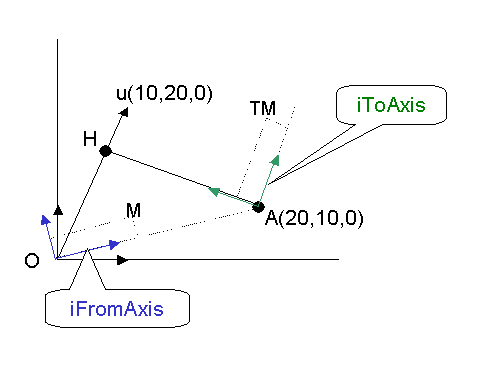 u(10,20,0)
TM
iToAxis
H
M
A(20,10,0)
O
iFromAxis